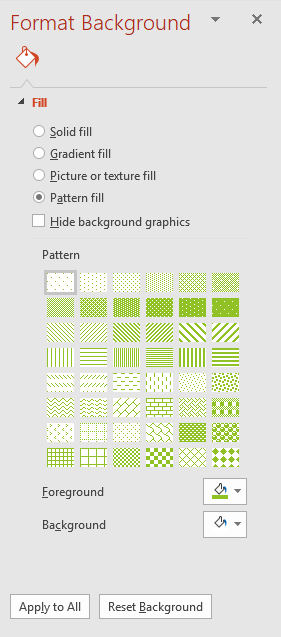 Format Background
Fill
Solid fill
Gradient fill
Picture or texture fill
Pattern fill
Hide background graphics
Pattern
Foreground
Background
Apply to All
Reset Background